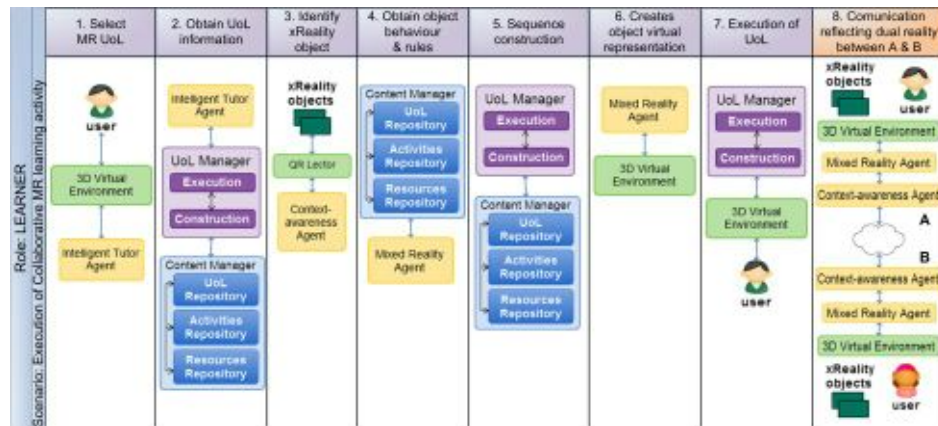 Role: LEARNER
Scenario: Execution of Collaborative MR learning activity
1. Select
MR UoL
user
3D Virtual
Environment
Intelligent Tutor
Agent
2. Obtain UoL
information
Intelligent Tutor
Agent
UoL Manager
Execution
Construction
Content Manager
UoL
Repository
Activities
Repository
Resources
Repository
3. Identify
xReality
object
xReality
objects
QR Lector
Context-
awareness
Agent
4. Obtain object
behaviour
& rules
Content Manager
UoL
Repository
Activities
Repository
Resources
Repository
Mixed Reality
Agent
5. Sequence
construction
UoL Manager
Execution
Construction
Content Manager
UoL
Repository
Activities
Repository
Resources
Repository
6. Creates
object virtual
representation
Mixed Reality
Agent
3D Virtual
Environment
7. Execution of
UoL
UoL Manager
Execution
Construction
3D Virtual
Environment
user
8. Comunication
reflecting dual reality
between A & B
xReality
objects
user
3D Virtual Environment
Mixed Reality Agent
Context-awareness Agent
A
B
Context-awareness Agent
Mixed Reality Agent
3D Virtual Environment
xReality
objects
user